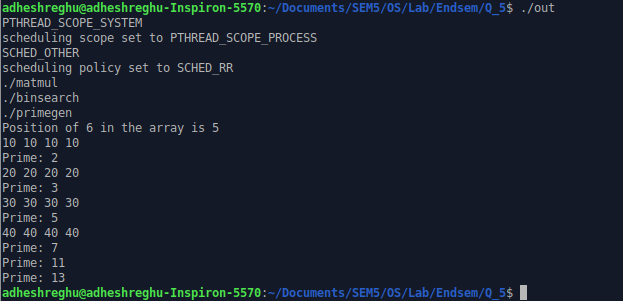 adheshreghu@adheshreghu-Inspiron-5570:~/Documents/SEM5/OS/Lab/Endsem/Q_5$ ./out
PTHREAD_SCOPE_SYSTEM
scheduling scope set to PTHREAD_SCOPE_PROCESS
SCHED_OTHER
scheduling policy set to SCHED_RR
./matmul
./binsearch
./primegen
Position of 6 in the array is 5
10 10 10 10
Prime: 2
20 20 20 20
Prime: 3
30 30 30 30
Prime: 5
40 40 40 40
Prime: 7
Prime: 11
Prime: 13
adheshreghu@adheshreghu-Inspiron-5570:~/Documents/SEM5/OS/Lab/Endsem/Q_5$